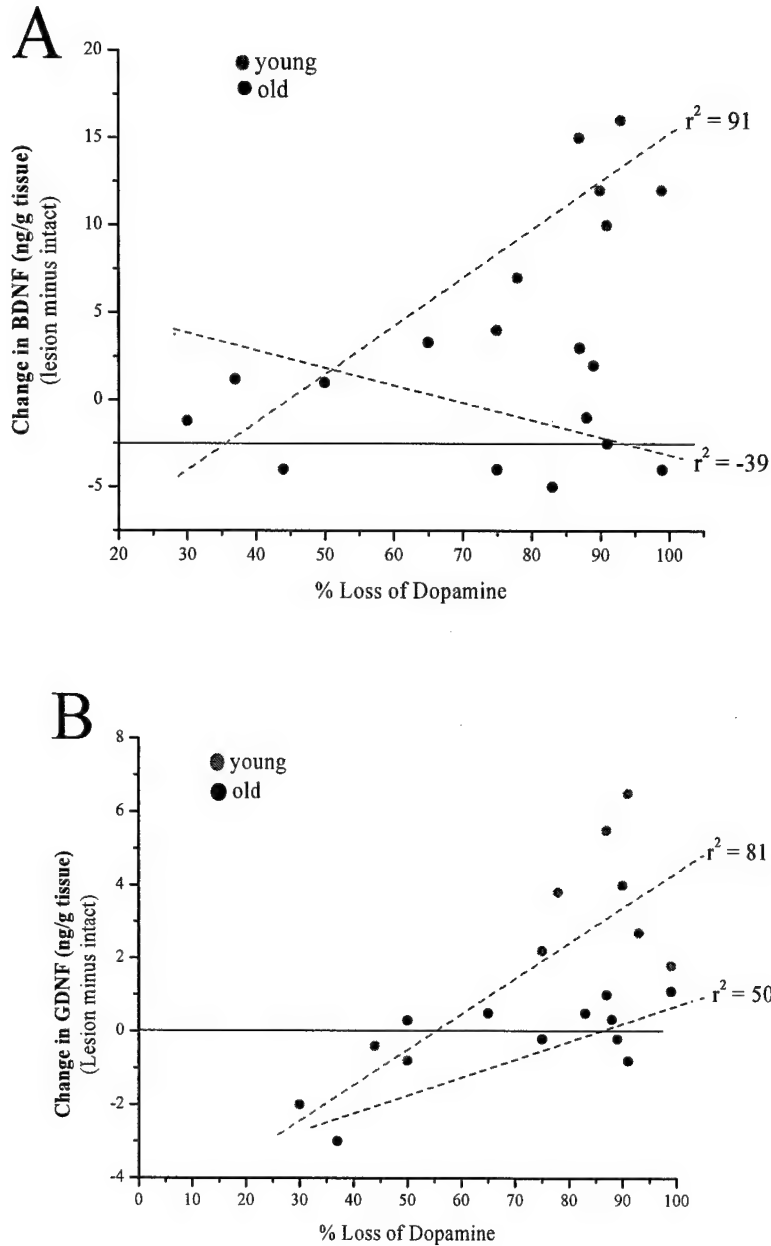 A
young
old
Change in BDNF (ng/g tissue)
(lesion minus intact)
20
15
10
5
0
-5
r² = 91
r² = -39
20 30 40 50 60 70 80 90 100
% Loss of Dopamine
B
young
old
Change in GDNF (ng/g tissue)
(Lesion minus intact)
8
6
4
2
0
-2
-4
r² = 81
r² = 50
0 10 20 30 40 50 60 70 80 90 100
% Loss of Dopamine